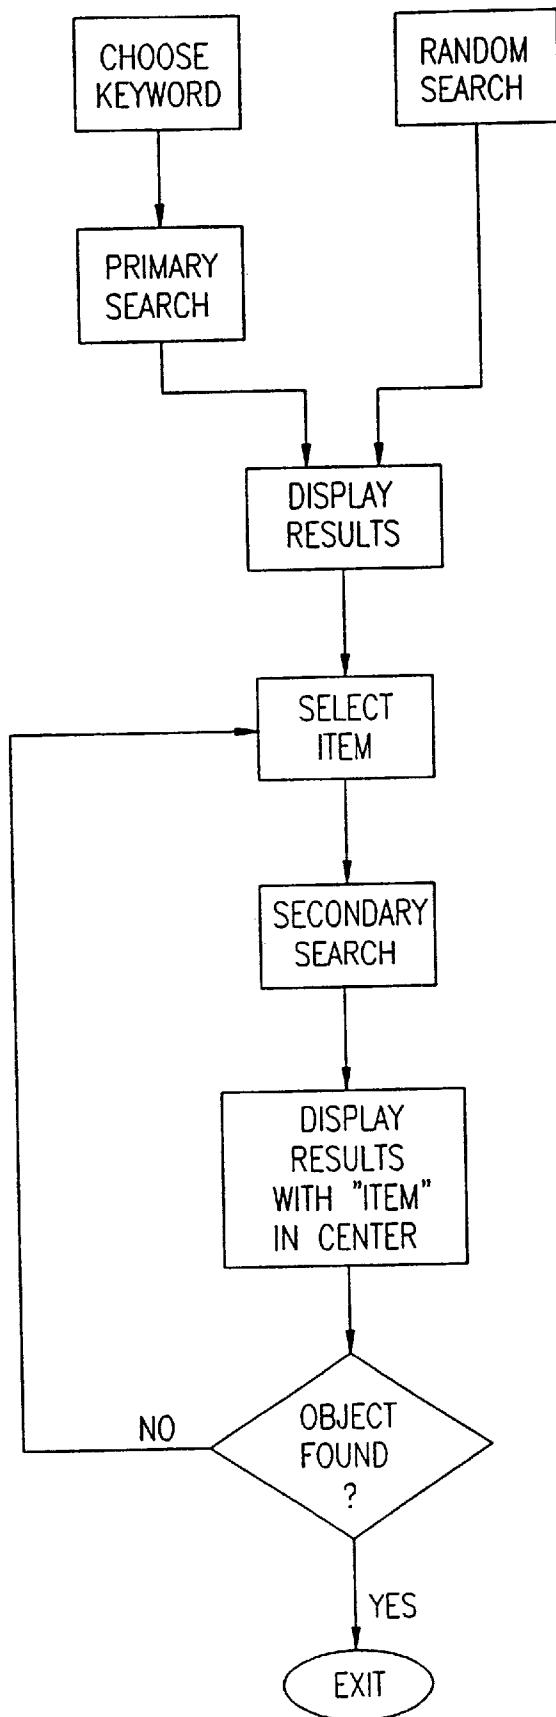 CHOOSE
KEYWORD
RANDOM
SEARCH
PRIMARY
SEARCH
DISPLAY
RESULTS
SELECT
ITEM
SECONDARY
SEARCH
DISPLAY
RESULTS
WITH "ITEM"
IN CENTER
OBJECT
FOUND
?
NO
YES
EXIT